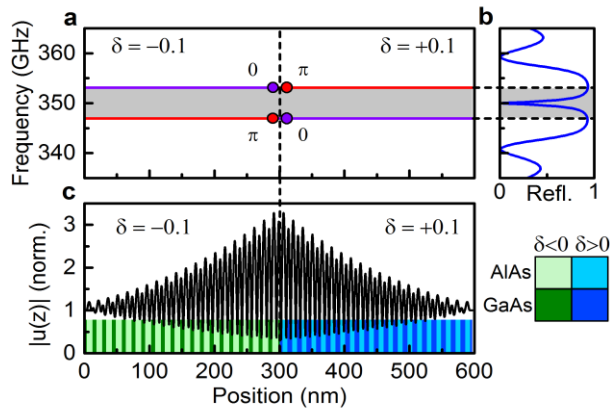 a
b
δ = −0.1
δ = +0.1
0
π
π
0
Frequency (GHz)
360
350
340
0
Refl.
1
c
δ = −0.1
δ = +0.1
|u(z)| (norm.)
3
2
1
0
0
100
200
300
400
500
600
Position (nm)
δ<0
δ>0
AlAs
GaAs